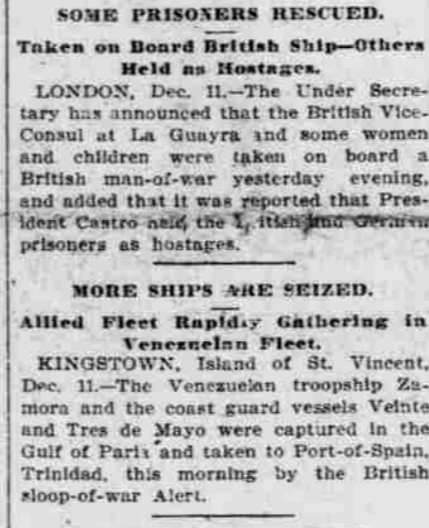 SOME PRISONERS RESCUED.
Taken on Board British Ship—Others
Held as Hostages.
LONDON, Dec. 11.—The Under Secre-
tary has announced that the British Vice-
Consul at La Guayra and some women
and children were taken on board a
British man-of-war yesterday evening,
and added that it was reported that Pres-
ident Castro the and German
prisoners as hostages.
MORE SHIPS ARE SEIZED.
Allied Fleet Rapidly Gathering in
Venezuelan Fleet.
KINGSTOWN, Island of St. Vincent,
Dec. 11.—The Venezuelan troopship Za-
mora and the coast guard vessels Veinte
and Tres de Mayo were captured in the
Gulf of Paria and taken to Port-of-Spain,
Trinidad, this morning by the British
sloop-of-war Alert.